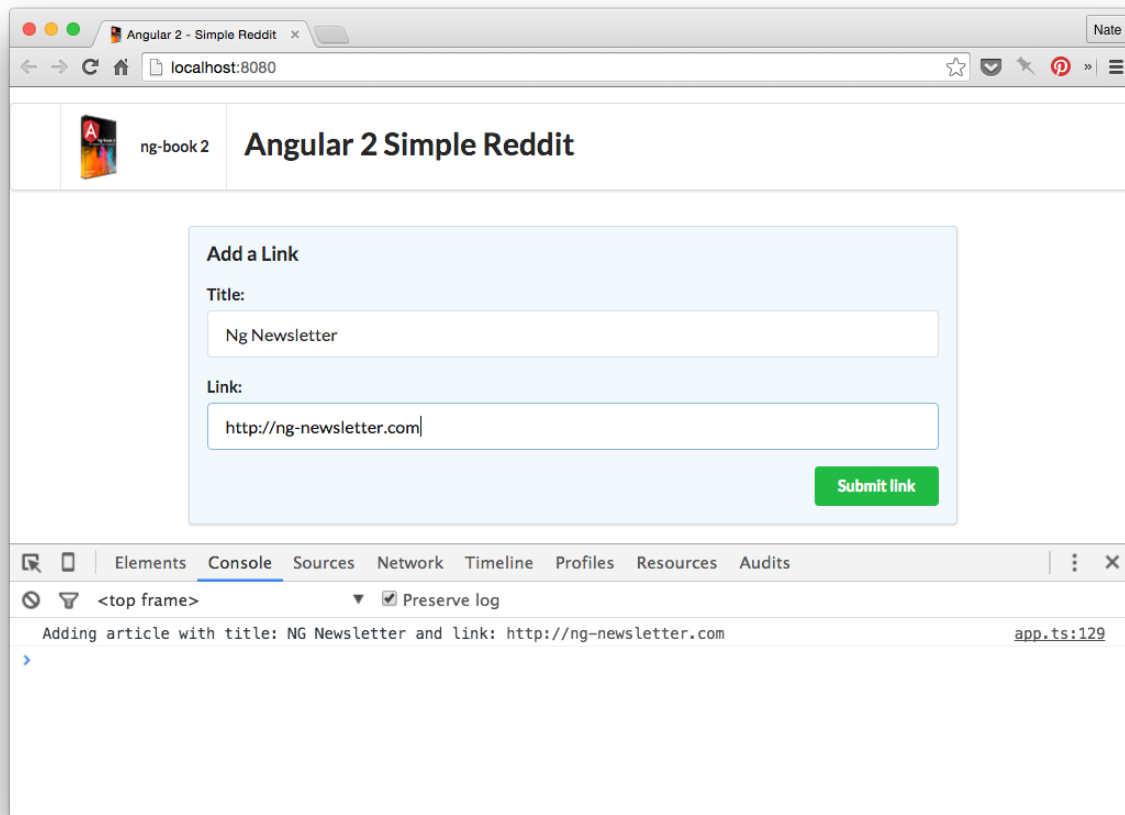 Angular 2 - Simple Reddit
Nate
localhost:8080
ng-book 2
Angular 2 Simple Reddit
Add a Link
Title:
Ng Newsletter
Link:
http://ng-newsletter.com
Submit link
Elements Console Sources Network Timeline Profiles Resources Audits
<top frame> Preserve log
Adding article with title: NG Newsletter and link: http://ng-newsletter.com app.ts:129